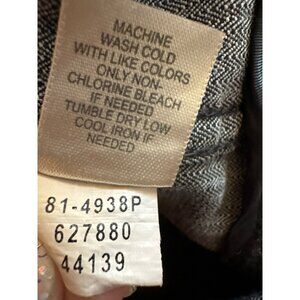 MACHINE
WASH COLD
WITH LIKE COLORS
ONLY NON-
CHLORINE BLEACH
IF NEEDED
TUMBLE DRY LOW
COOL IRON IF
NEEDED
81-4938P
627880
44139